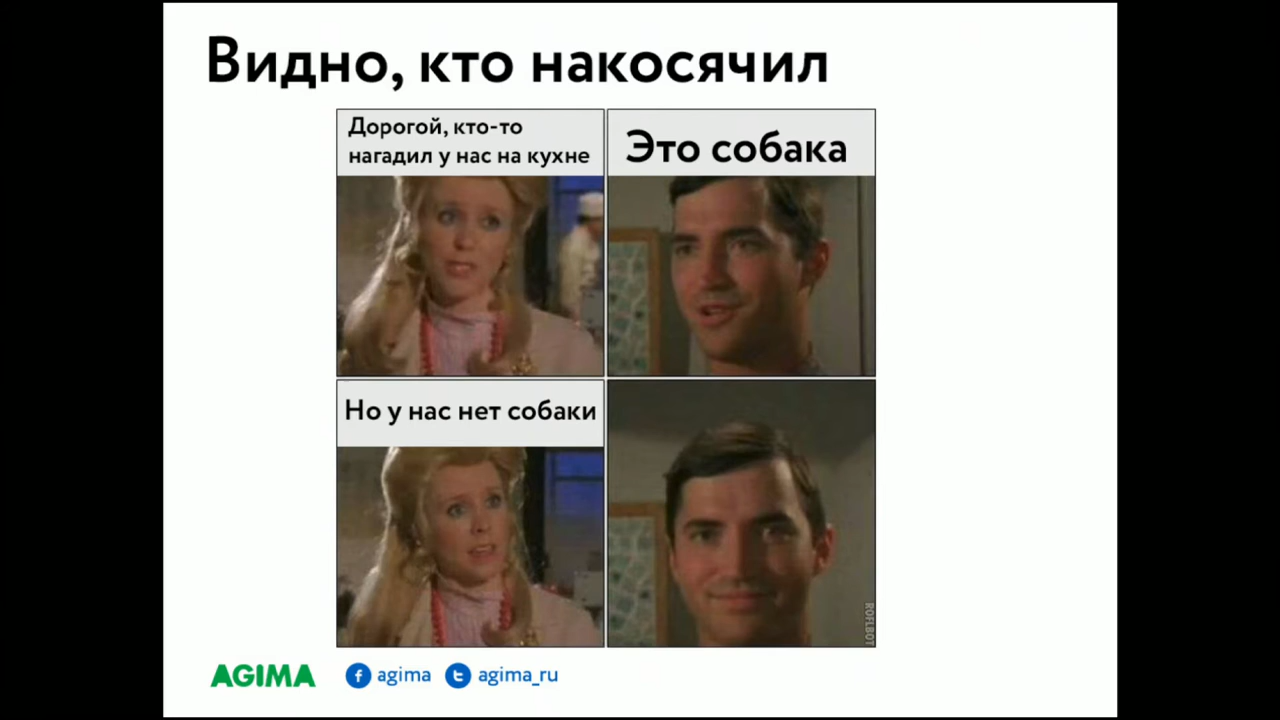 Видно, кто накосячил
Дорогой, кто-то
нагадил у нас на кухне
Это собака
Но у нас нет собаки
ROFLBOT
AGIMA
agima
agima_ru